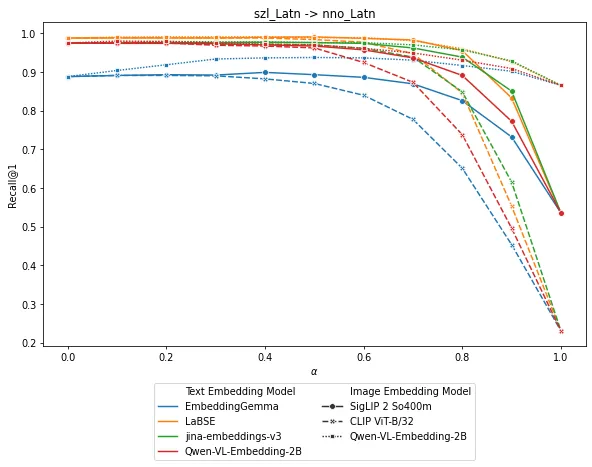 szl_Latn -> nno_Latn
Recall@1
1.0
0.9
0.8
0.7
0.6
0.5
0.4
0.3
0.2
0.0 0.2 0.4 0.6 0.8 1.0
α
Text Embedding Model Image Embedding Model
EmbeddingGemma SigLIP 2 So400m
LaBSE CLIP ViT-B/32
jina-embeddings-v3 Qwen-VL-Embedding-2B
Qwen-VL-Embedding-2B